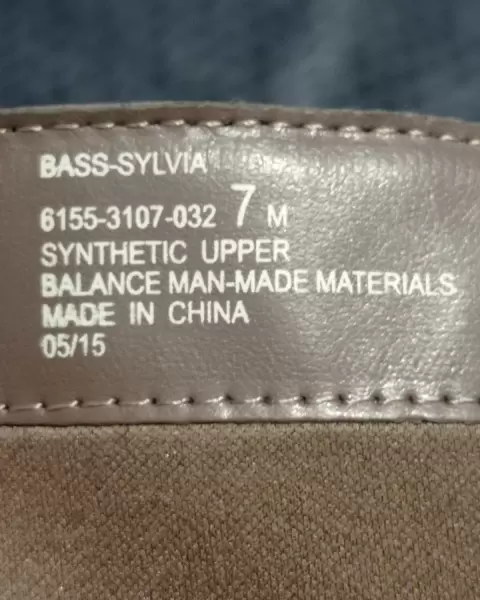 BASS-SYLVIA
6155-3107-032 7 M
SYNTHETIC UPPER
BALANCE MAN-MADE MATERIALS
MADE IN CHINA
05/15